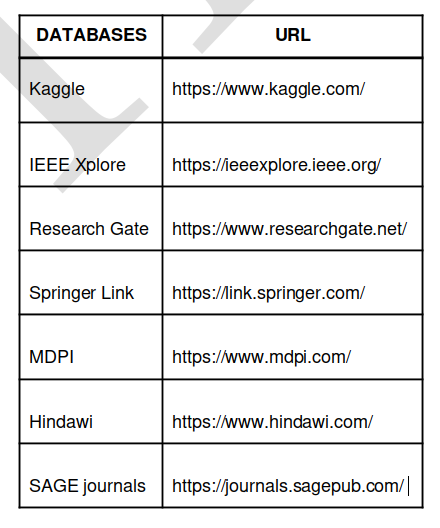 DATABASES URL
Kaggle https://www.kaggle.com/
IEEE Xplore https://ieeexplore.ieee.org/
Research Gate https://www.researchgate.net/
Springer Link https://link.springer.com/
MDPI https://www.mdpi.com/
Hindawi https://www.hindawi.com/
SAGE journals https://journals.sagepub.com/